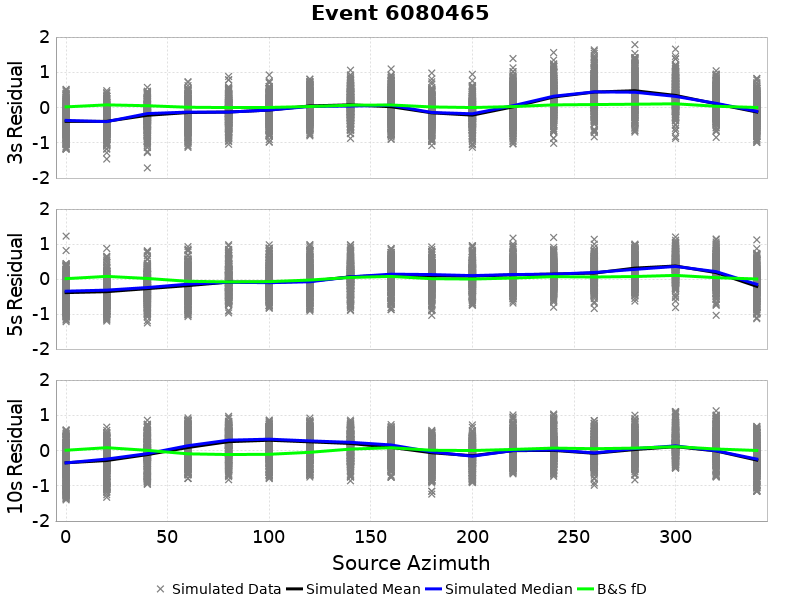 Event 6080465
3s Residual
2
1
0
-1
-2
5s Residual
2
1
0
-1
-2
10s Residual
2
1
0
-1
-2
0 50 100 150 200 250 300
Source Azimuth
Simulated Data Simulated Mean Simulated Median B&S fD